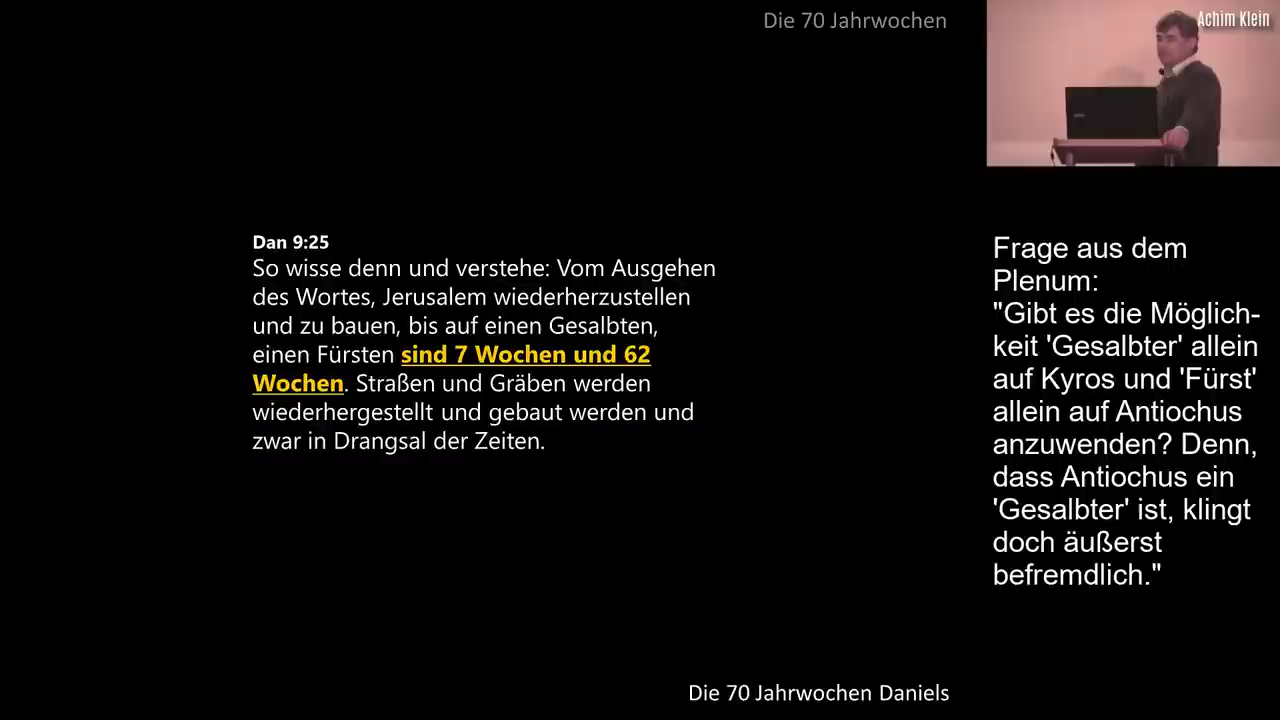 Die 70 Jahrwochen
Achim Klein
Dan 9:25
So wisse denn und verstehe: Vom Ausgehen
des Wortes, Jerusalem wiederherzustellen
und zu bauen, bis auf einen Gesalbten,
einen Fürsten sind 7 Wochen und 62
Wochen. Straßen und Gräben werden
wiederhergestellt und gebaut werden und
zwar in Drangsal der Zeiten.
Frage aus dem
Plenum:
"Gibt es die Möglich-
keit 'Gesalbter' allein
auf Kyros und 'Fürst'
allein auf Antiochus
anzuwenden? Denn,
dass Antiochus ein
'Gesalbter' ist, klingt
doch äußerst
befremdlich."
Die 70 Jahrwochen Daniels